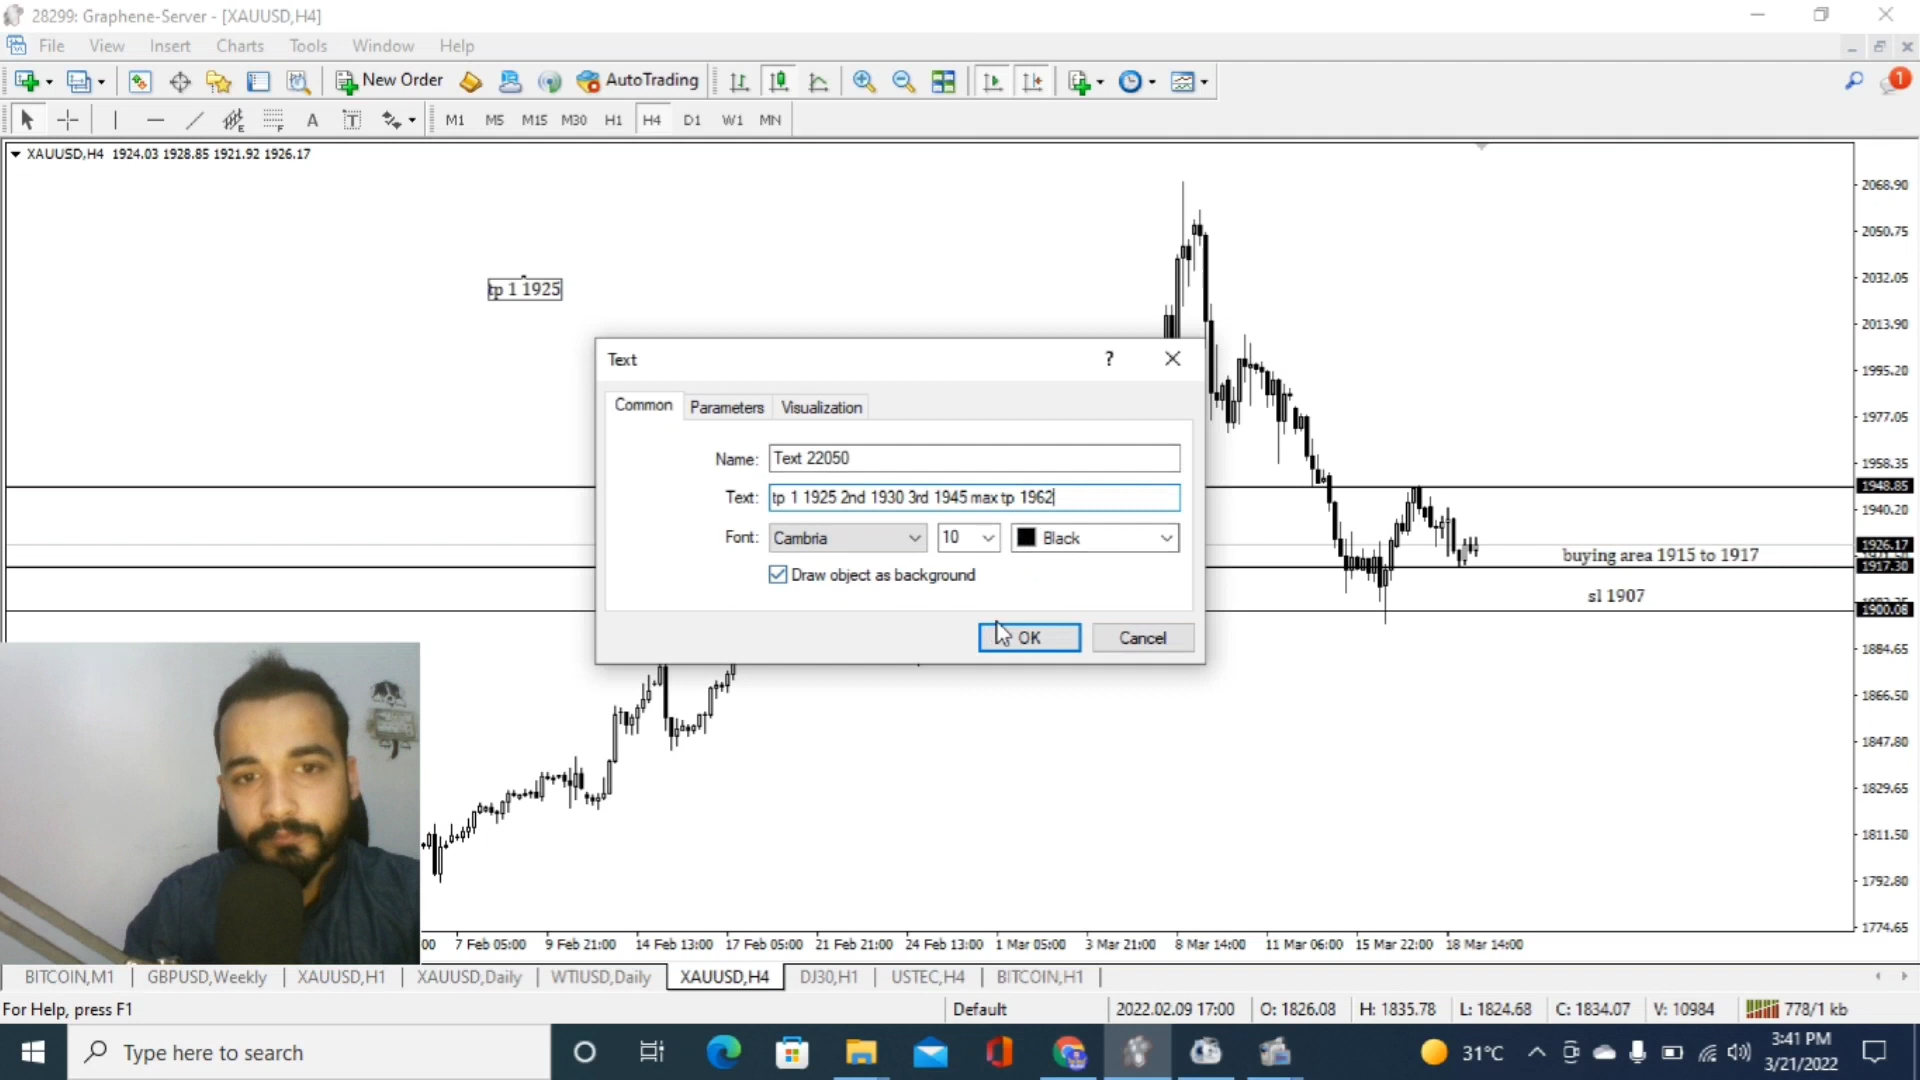 28299: Graphene-Server - [XAUUSD,H4]
File View Insert Charts Tools Window Help
New Order AutoTrading 1
A T M1 M5 M15 M30 H1 H4 D1 W1 MN
XAUUSD,H4 1924.03 1928.85 1921.92 1926.17
2068.90
2050.75
2032.05
tp 1 1925
2013.90
1995.20
1977.05
1958.35
1948.85
1940.20
1926.17
1917.30
1900.08
1884.65
1866.50
1847.80
1829.65
1811.50
1792.80
1774.65
Text ?
Common Parameters Visualization
Name: Text 22050
Text: tp 1 1925 2nd 1930 3rd 1945 max tp 1962
Font: Cambria 10 Black
Draw object as background
OK Cancel
buying area 1915 to 1917
sl 1907
00 7 Feb 05:00 9 Feb 21:00 14 Feb 13:00 17 Feb 05:00 21 Feb 21:00 24 Feb 13:00 1 Mar 05:00 3 Mar 21:00 8 Mar 14:00 11 Mar 06:00 15 Mar 22:00 18 Mar 14:00
BITCOIN,M1 GBPUSD,Weekly XAUUSD,H1 XAUUSD,Daily WTIUSD,Daily XAUUSD,H4 DJ30,H1 USTEC,H4 BITCOIN,H1
For Help, press F1 Default 2022.02.09 17:00 O: 1826.08 H: 1835.78 L: 1824.68 C: 1834.07 V: 10984 778/1 kb
Type here to search 31°C 3:41 PM
3/21/2022